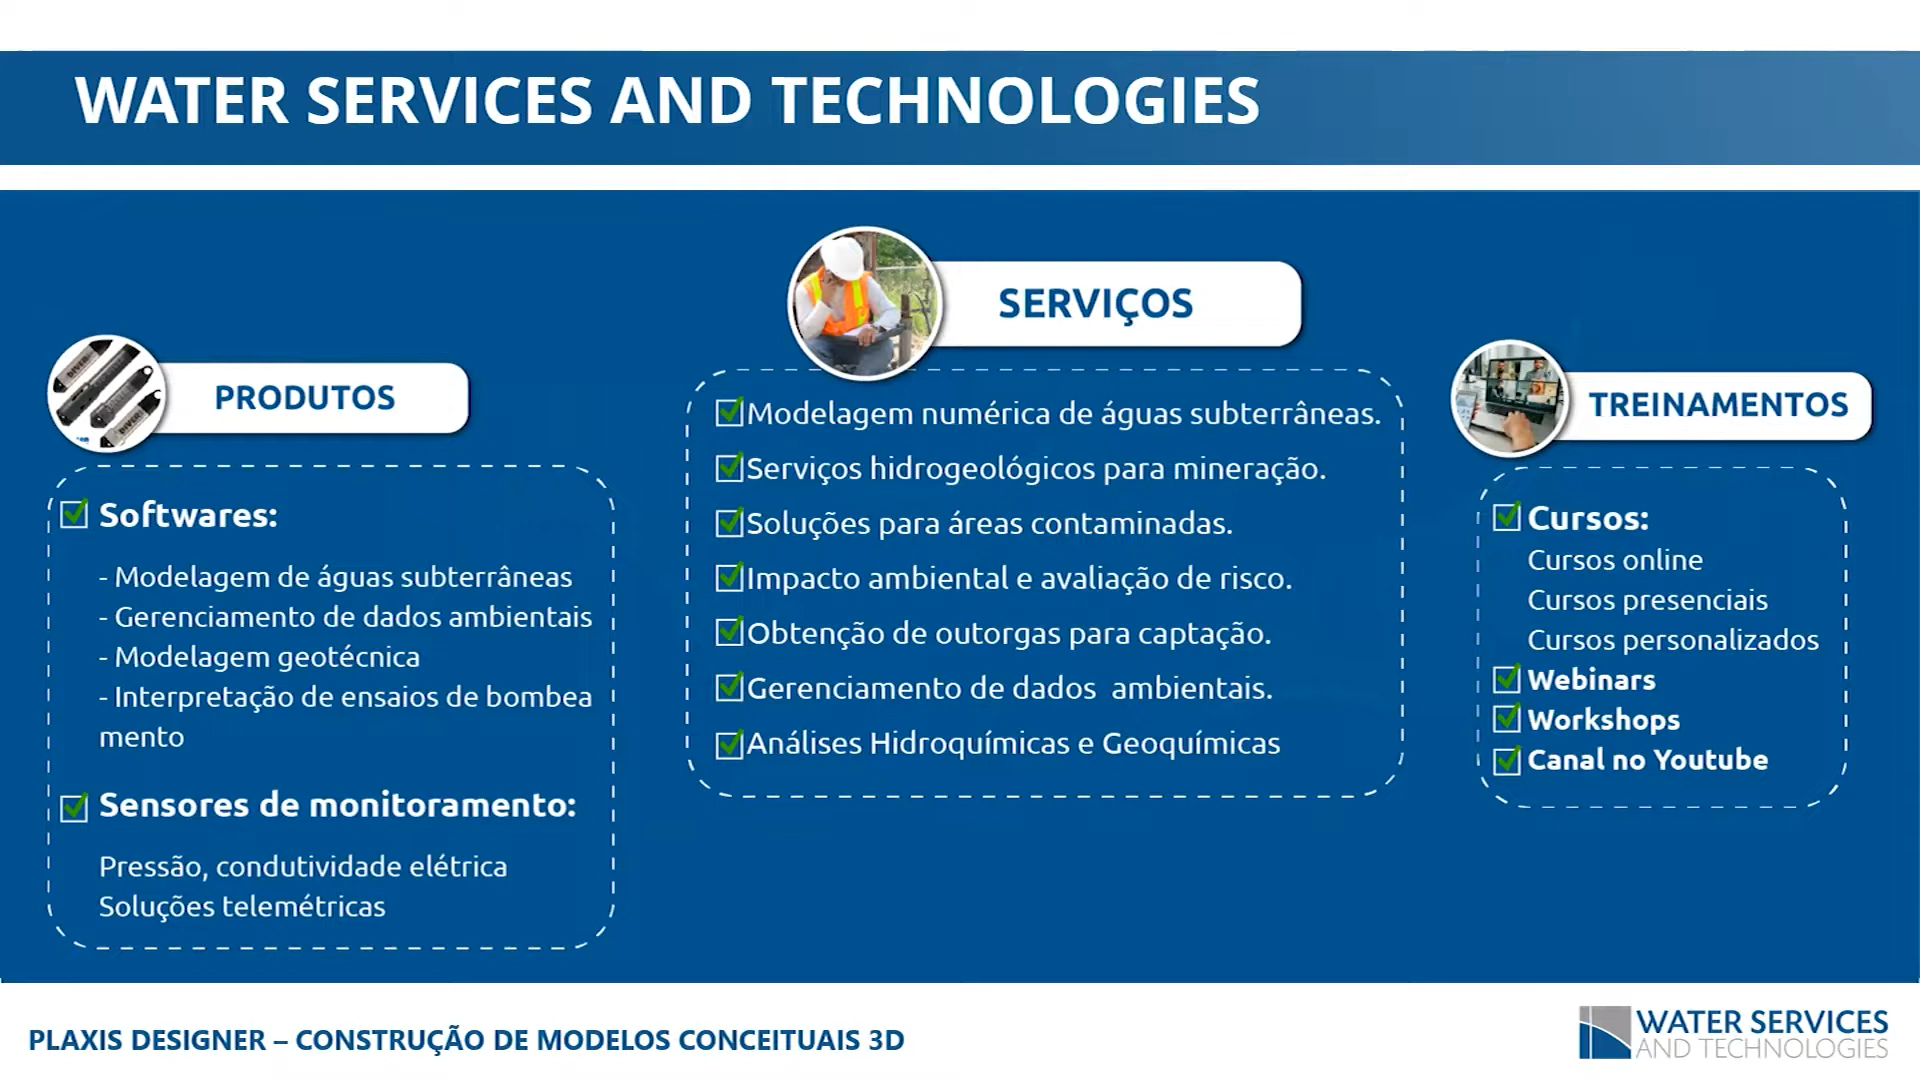 WATER SERVICES AND TECHNOLOGIES
PRODUTOS
Softwares:
- Modelagem de águas subterrâneas
- Gerenciamento de dados ambientais
- Modelagem geotécnica
- Interpretação de ensaios de bombea
mento
Sensores de monitoramento:
Pressão, condutividade elétrica
Soluções telemétricas
SERVIÇOS
Modelagem numérica de águas subterrâneas.
Serviços hidrogeológicos para mineração.
Soluções para áreas contaminadas.
Impacto ambiental e avaliação de risco.
Obtenção de outorgas para captação.
Gerenciamento de dados  ambientais.
Análises Hidroquímicas e Geoquímicas
TREINAMENTOS
Cursos:
Cursos online
Cursos presenciais
Cursos personalizados
Webinars
Workshops
Canal no Youtube
PLAXIS DESIGNER – CONSTRUÇÃO DE MODELOS CONCEITUAIS 3D
WATER SERVICES
AND TECHNOLOGIES